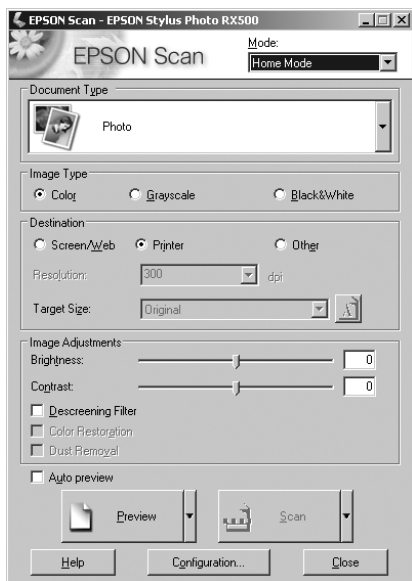 EPSON Scan - EPSON Stylus Photo RX500
EPSON Scan
Mode:
Home Mode
Document Type
Photo
Image Type
Color Grayscale Black&White
Destination
Screen/Web Printer Other
Resolution: 300 dpi
Target Size: Original
Image Adjustments
Brightness: 0
Contrast: 0
Descreening Filter
Color Restoration
Dust Removal
Auto preview
Preview Scan
Help Configuration... Close